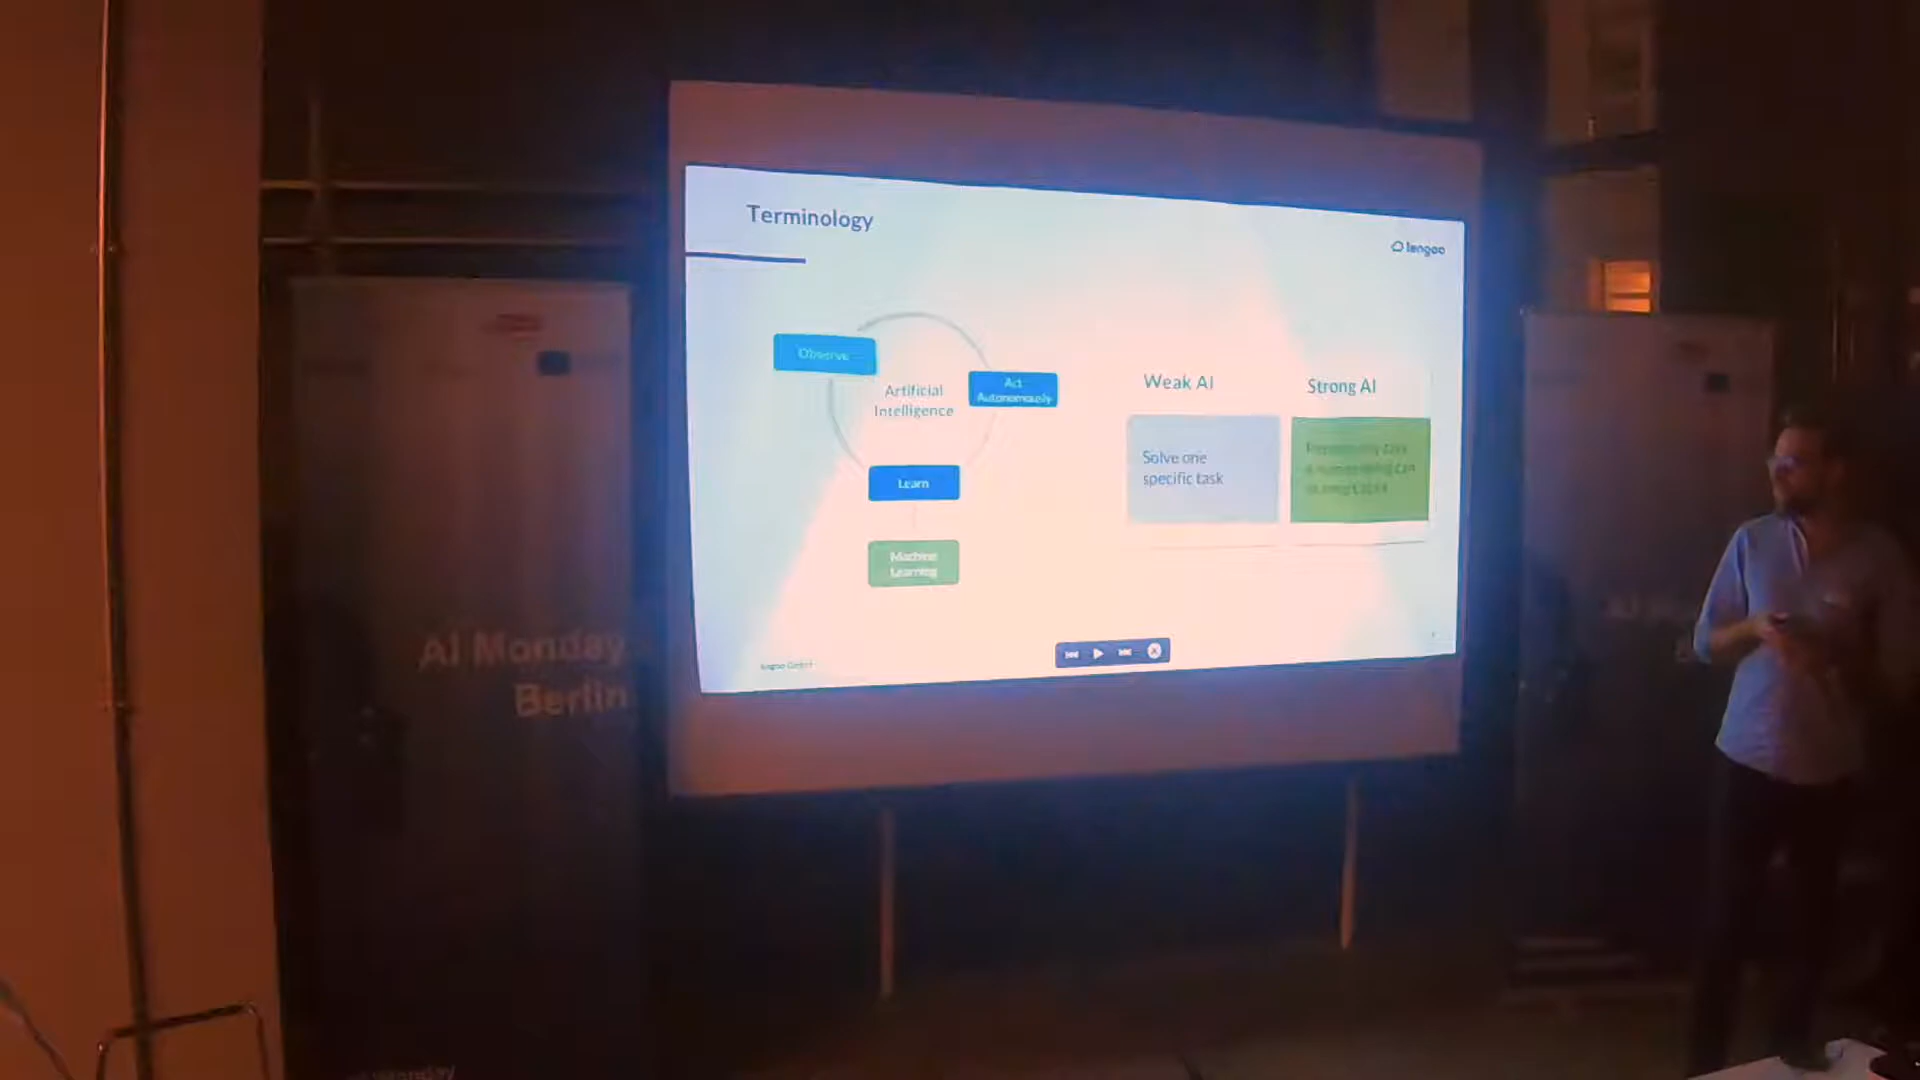 Terminology
lengoo
Observe
Act
Autonomously
Artificial
Intelligence
Learn
Machine
Learning
Weak AI
Strong AI
Solve one
specific task
AI Monday
Berlin